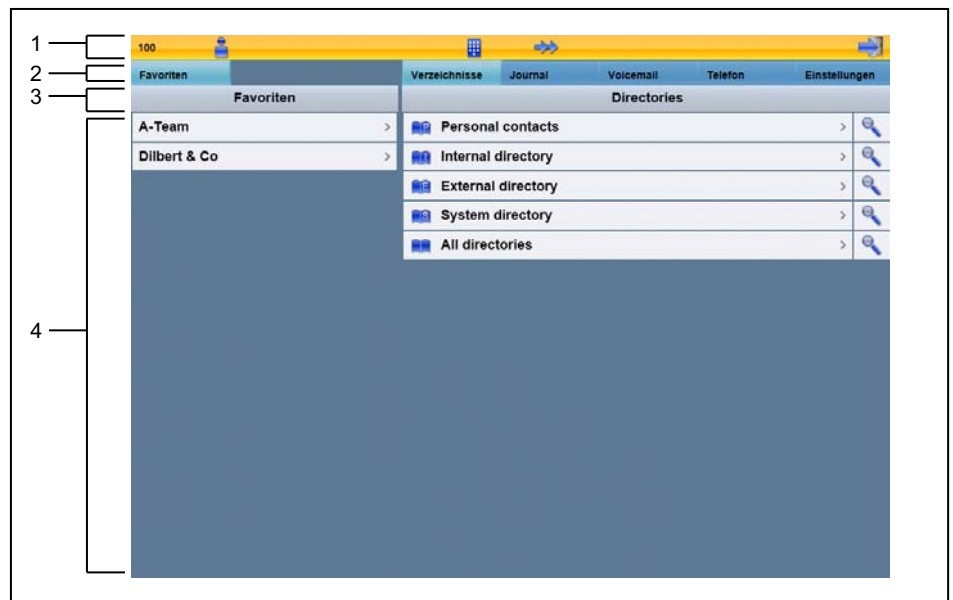 1
100
2
Favoriten Verzeichnisse Journal Voicemail Telefon Einstellungen
3
Favoriten Directories
A-Team > Personal contacts >
Dilbert & Co > Internal directory >
External directory >
System directory >
All directories >
4